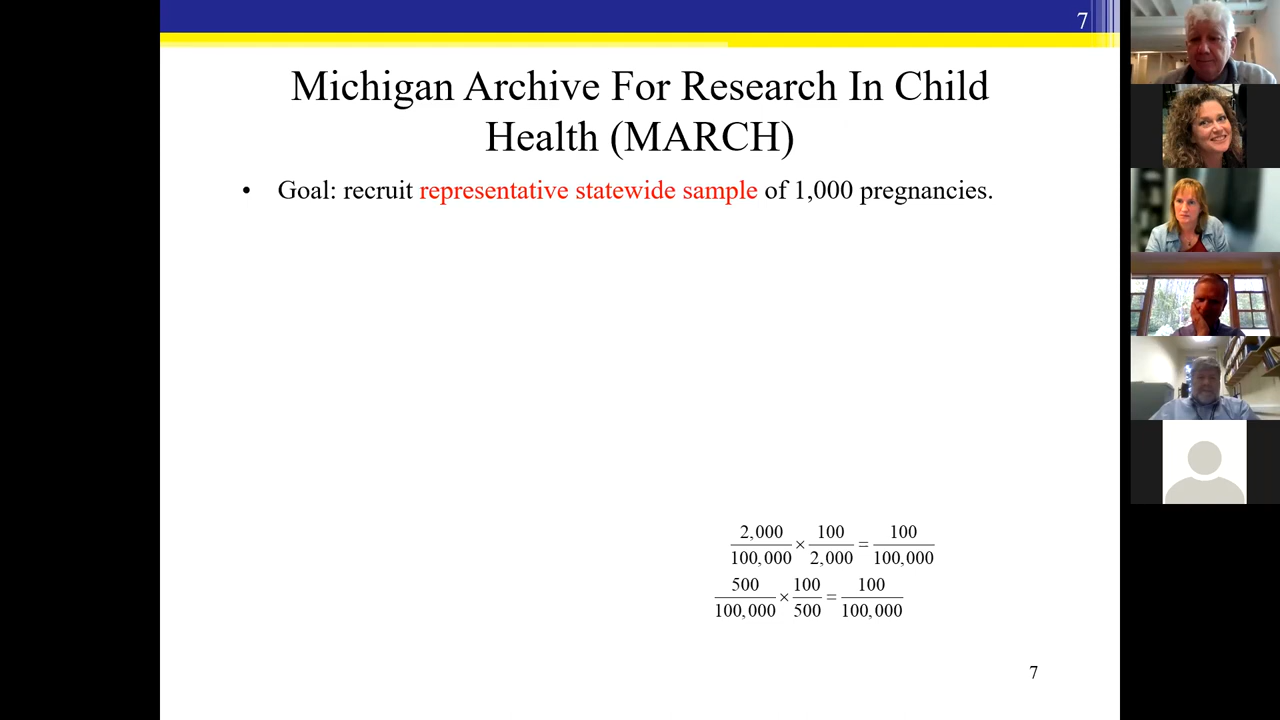 7
Michigan Archive For Research In Child
Health (MARCH)
• Goal: recruit representative statewide sample of 1,000 pregnancies.
2,000/100,000 × 100/2,000 = 100/100,000
500/100,000 × 100/500 = 100/100,000
7